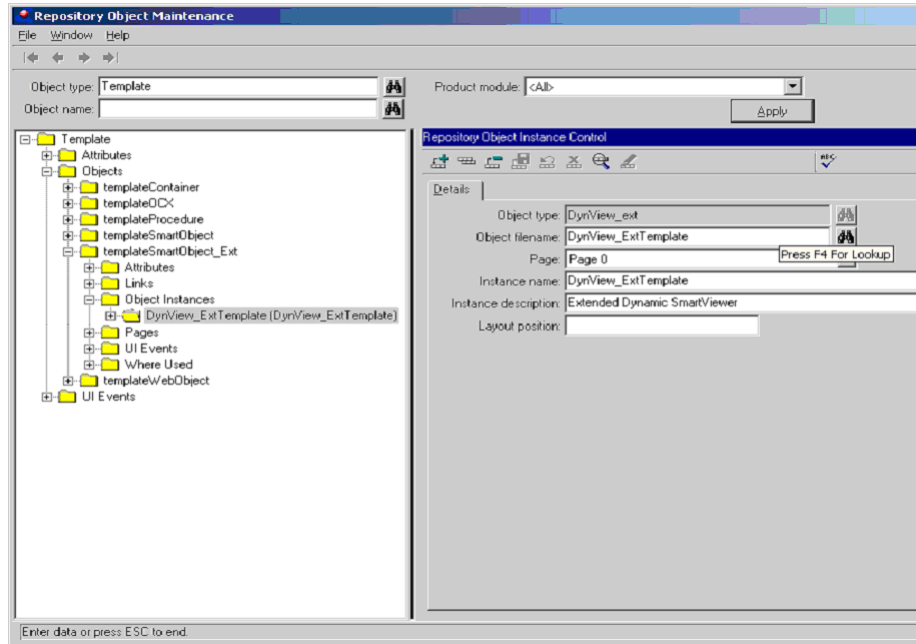 Repository Object Maintenance
File Window Help
Object type: Template
Product module: <All>
Object name:
Apply
Template
Attributes
Objects
templateContainer
templateOCX
templateProcedure
templateSmartObject
templateSmartObject_Ext
Attributes
Links
Object Instances
DynView_ExtTemplate (DynView_ExtTemplate)
Pages
UI Events
Where Used
templateWebObject
UI Events
Repository Object Instance Control
ABC
Details
Object type: DynView_ext
Object filename: DynView_ExtTemplate
Press F4 For Lookup
Page: Page 0
Instance name: DynView_ExtTemplate
Instance description: Extended Dynamic SmartViewer
Layout position:
Enter data or press ESC to end.